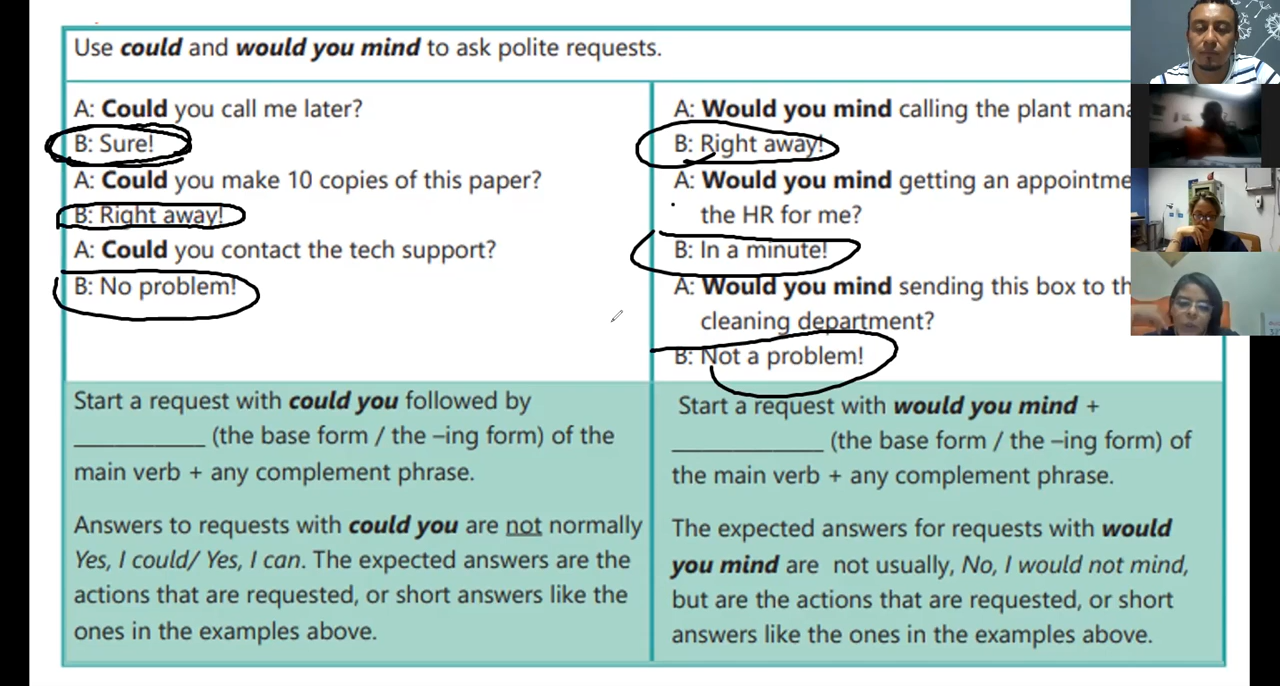 Use could and would you mind to ask polite requests.
A: Could you call me later?
B: Sure!
A: Could you make 10 copies of this paper?
B: Right away!
A: Could you contact the tech support?
B: No problem!
A: Would you mind calling the plant mana
B: Right away!
A: Would you mind getting an appointme
the HR for me?
B: In a minute!
A: Would you mind sending this box to th
cleaning department?
B: Not a problem!
Start a request with could you followed by
___________ (the base form / the –ing form) of the
main verb + any complement phrase.
Answers to requests with could you are not normally
Yes, I could/ Yes, I can. The expected answers are the
actions that are requested, or short answers like the
ones in the examples above.
Start a request with would you mind +
_____________ (the base form / the –ing form) of
the main verb + any complement phrase.
The expected answers for requests with would
you mind are not usually, No, I would not mind,
but are the actions that are requested, or short
answers like the ones in the examples above.